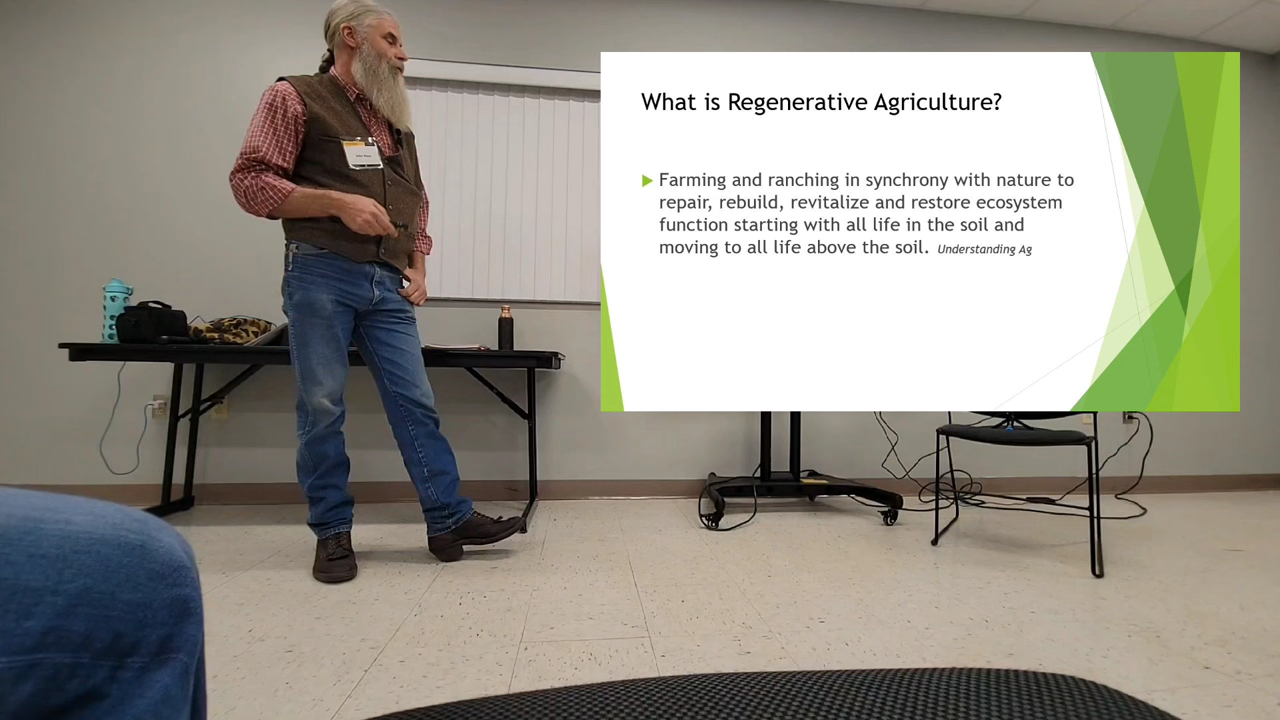 What is Regenerative Agriculture?
Farming and ranching in synchrony with nature to
repair, rebuild, revitalize and restore ecosystem
function starting with all life in the soil and
moving to all life above the soil. Understanding Ag